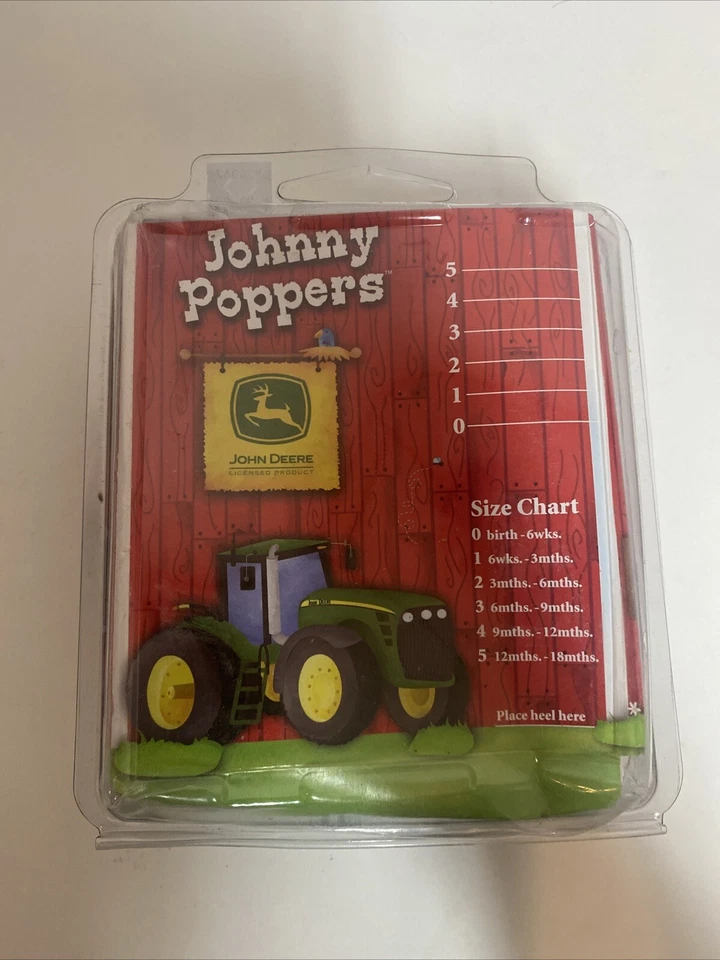 Johnny
Poppers™
JOHN DEERE
LICENSED PRODUCT
5
4
3
2
1
0
Size Chart
0 birth-6wks.
1 6wks.-3mths.
2 3mths.-6mths.
3 6mths.-9mths.
4 9mths.-12mths.
5 12mths.-18mths.
Place heel here
*